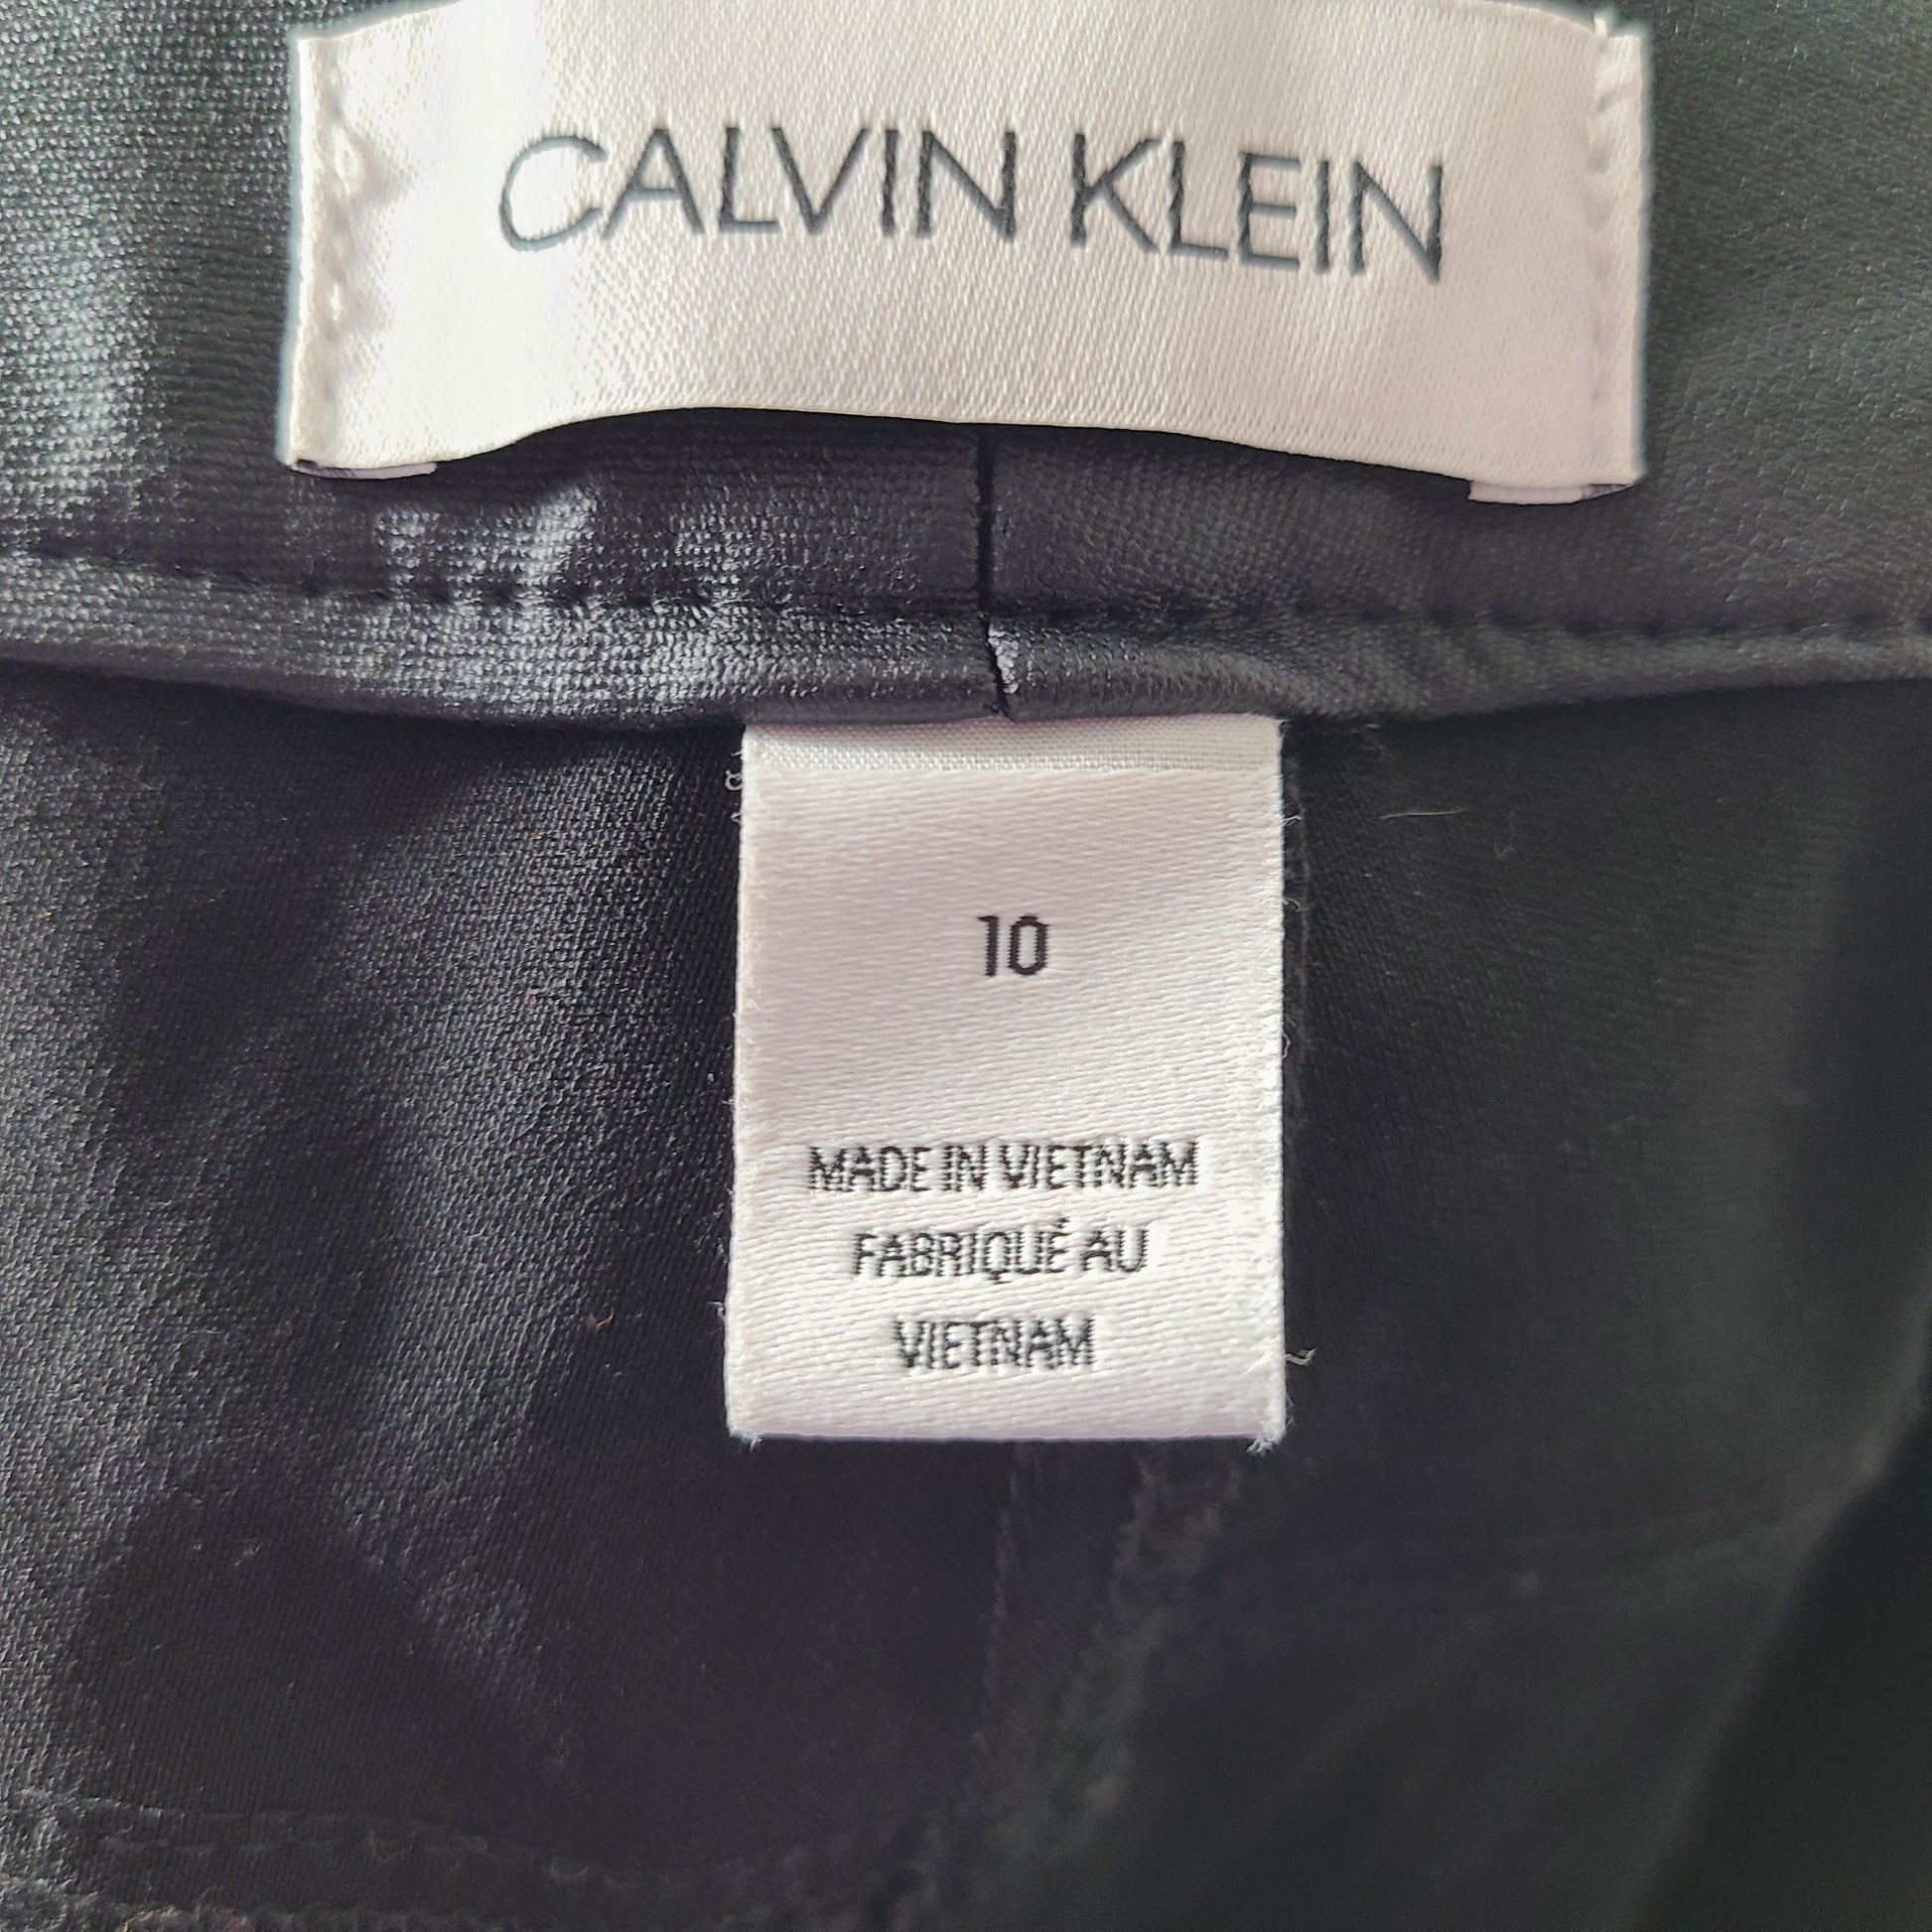 CALVIN KLEIN
10
MADE IN VIETNAM
FABRIQUÉ AU
VIETNAM